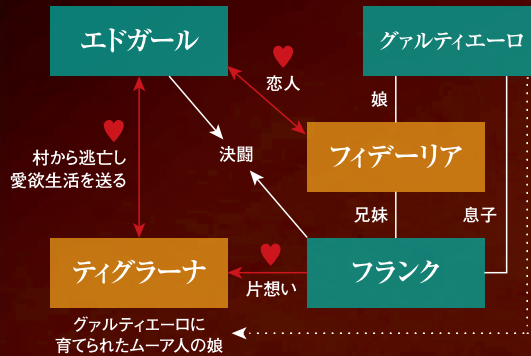 エドガール
グァルティエーロ
恋人
娘
村から逃亡し
愛欲生活を送る
決闘
フィデーリア
兄妹
息子
ティグラーナ
片想い
フランク
グァルティエーロに
育てられたムーア人の娘